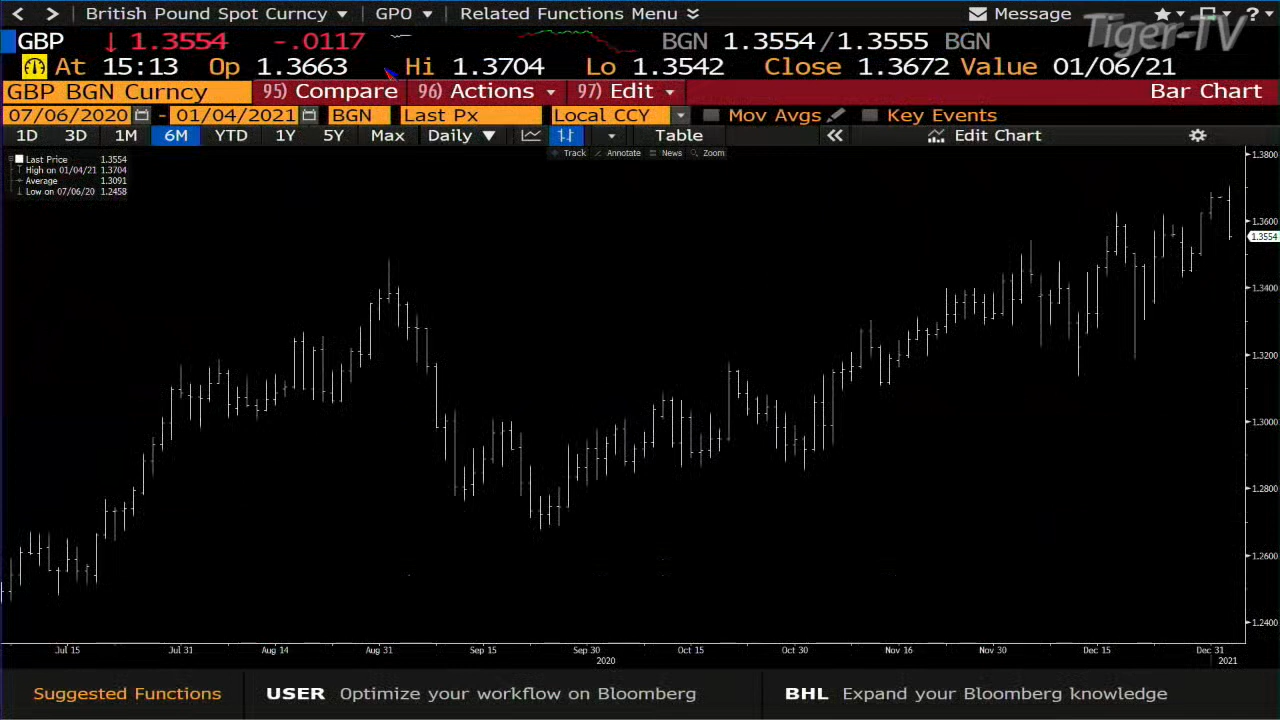 British Pound Spot Curncy GPO Related Functions Menu Message ?
GBP ↓ 1.3554 -.0117 BGN 1.3554/1.3555 BGN
Tiger-TV
At 15:13 Op 1.3663 Hi 1.3704 Lo 1.3542 Close 1.3672 Value 01/06/21
GBP BGN Curncy 95) Compare 96) Actions 97) Edit Bar Chart
07/06/2020 - 01/04/2021 BGN Last Px Local CCY Mov Avgs Key Events
1D 3D 1M 6M YTD 1Y 5Y Max Daily ▼ Table « Edit Chart
Track Annotate News Zoom
Last Price 1.3554
High on 01/04/21 1.3704
Average 1.3091
Low on 07/06/20 1.2458
1.3800
1.3600
1.3554
1.3400
1.3200
1.3000
1.2800
1.2600
1.2400
Jul 15 Jul 31 Aug 14 Aug 31 Sep 15 Sep 30 Oct 15 Oct 30 Nov 16 Nov 30 Dec 15 Dec 31
2020 2021
Suggested Functions USER Optimize your workflow on Bloomberg BHL Expand your Bloomberg knowledge